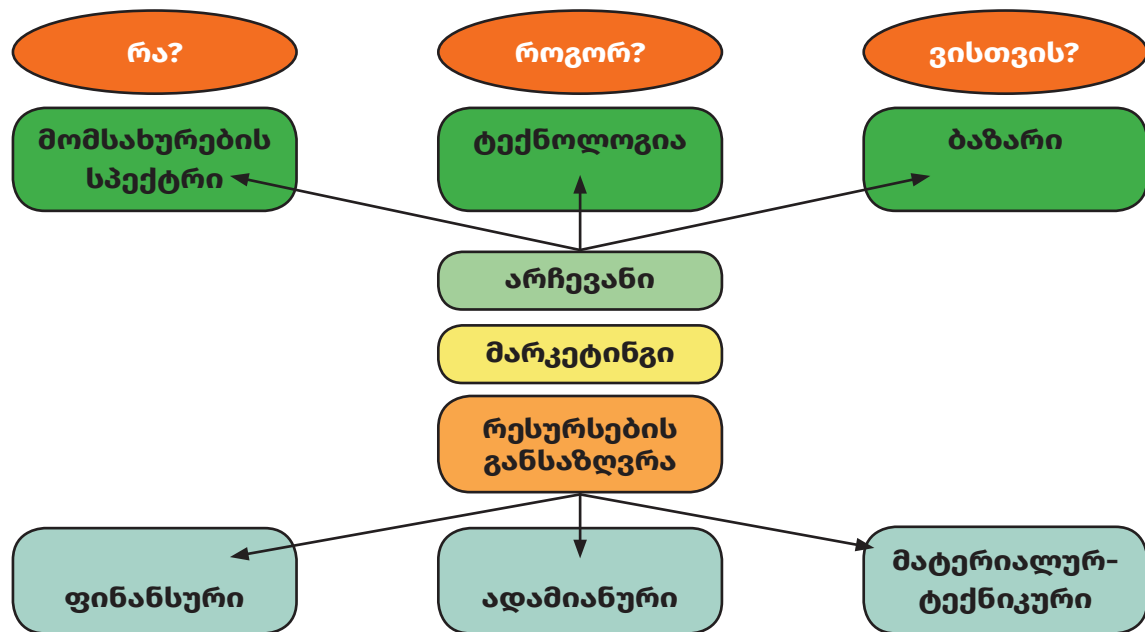 რა?
როგორ?
ვისთვის?
მომსახურების
სპექტრი
ტექნოლოგია
ბაზარი
არჩევანი
მარკეტინგი
რესურსების
განსაზღვრა
ფინანსური
ადამიანური
მატერიალურ-
ტექნიკური